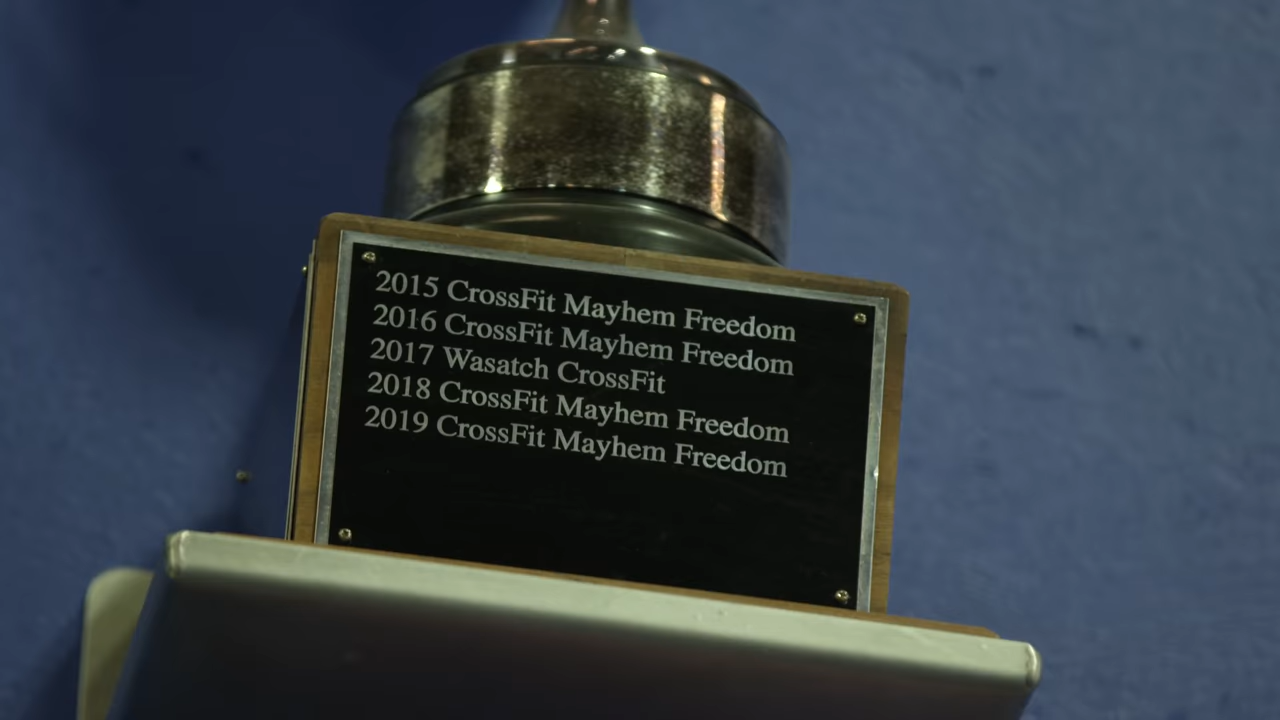 2015 CrossFit Mayhem Freedom
2016 CrossFit Mayhem Freedom
2017 Wasatch CrossFit
2018 CrossFit Mayhem Freedom
2019 CrossFit Mayhem Freedom